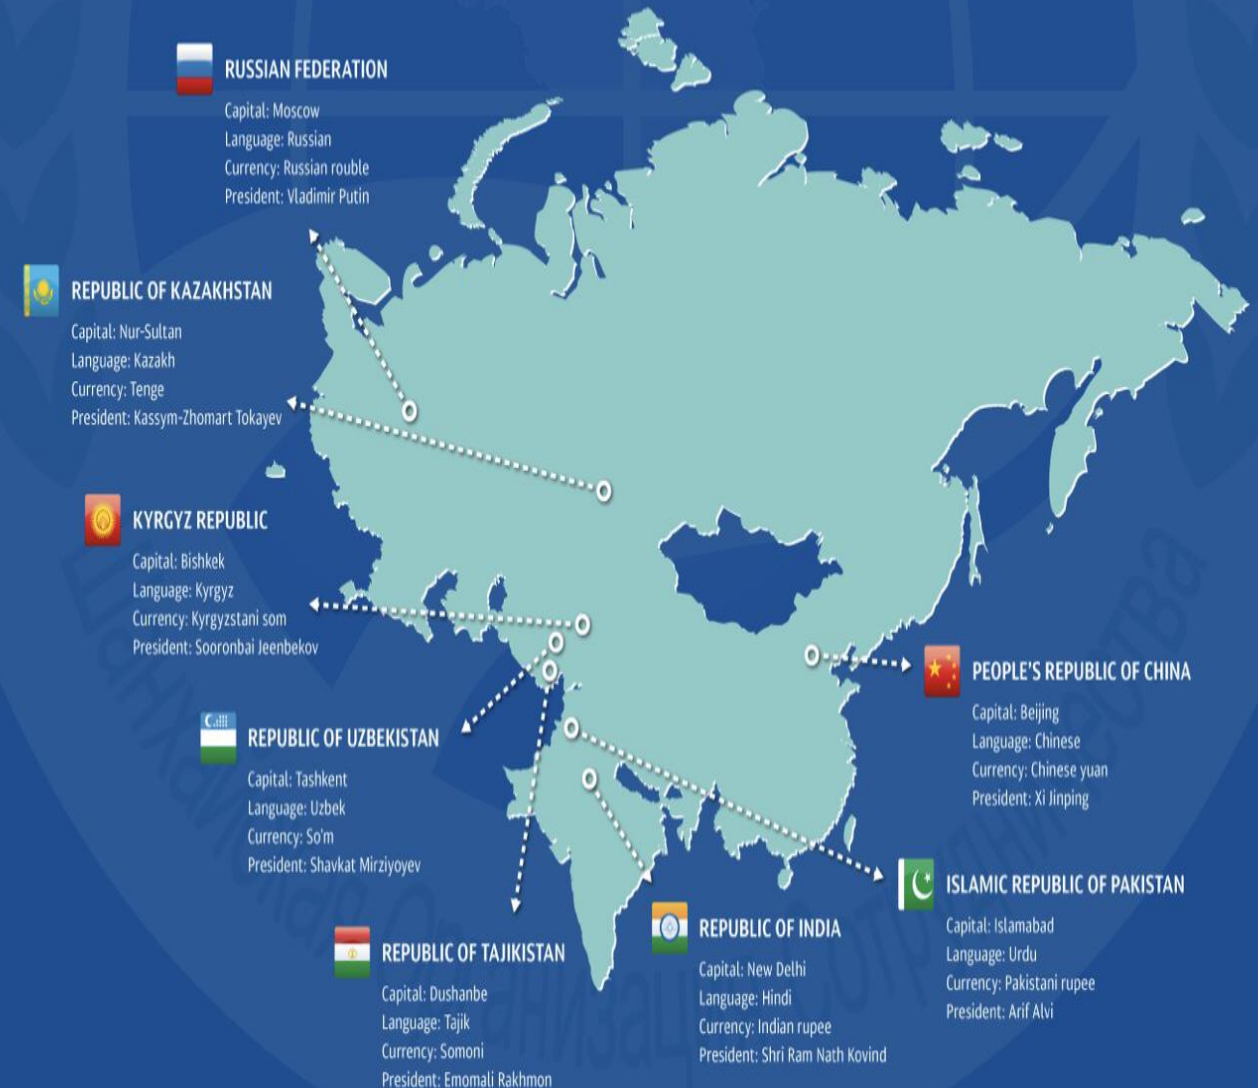 RUSSIAN FEDERATION
Capital: Moscow
Language: Russian
Currency: Russian rouble
President: Vladimir Putin
REPUBLIC OF KAZAKHSTAN
Capital: Nur-Sultan
Language: Kazakh
Currency: Tenge
President: Kassym-Zhomart Tokayev
KYRGYZ REPUBLIC
Capital: Bishkek
Language: Kyrgyz
Currency: Kyrgyzstani som
President: Sooronbai Jeenbekov
REPUBLIC OF UZBEKISTAN
Capital: Tashkent
Language: Uzbek
Currency: So'm
President: Shavkat Mirziyoyev
REPUBLIC OF TAJIKISTAN
Capital: Dushanbe
Language: Tajik
Currency: Somoni
President: Emomali Rakhmon
REPUBLIC OF INDIA
Capital: New Delhi
Language: Hindi
Currency: Indian rupee
President: Shri Ram Nath Kovind
PEOPLE'S REPUBLIC OF CHINA
Capital: Beijing
Language: Chinese
Currency: Chinese yuan
President: Xi Jinping
ISLAMIC REPUBLIC OF PAKISTAN
Capital: Islamabad
Language: Urdu
Currency: Pakistani rupee
President: Arif Alvi